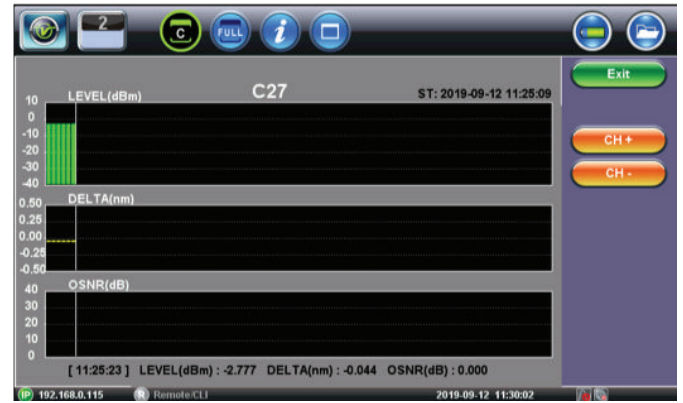 2
C FULL i
Exit
C27
LEVEL(dBm)
ST: 2019-09-12 11:25:09
10
0
-10
-20
-30
-40
CH +
CH -
DELTA(nm)
0.50
0.25
0.00
-0.25
-0.50
OSNR(dB)
40
30
20
10
0
[ 11:25:23 ] LEVEL(dBm) : -2.777 DELTA(nm) : -0.044 OSNR(dB) : 0.000
IP 192.168.0.115 R Remote/CLI 2019-09-12 11:30:02